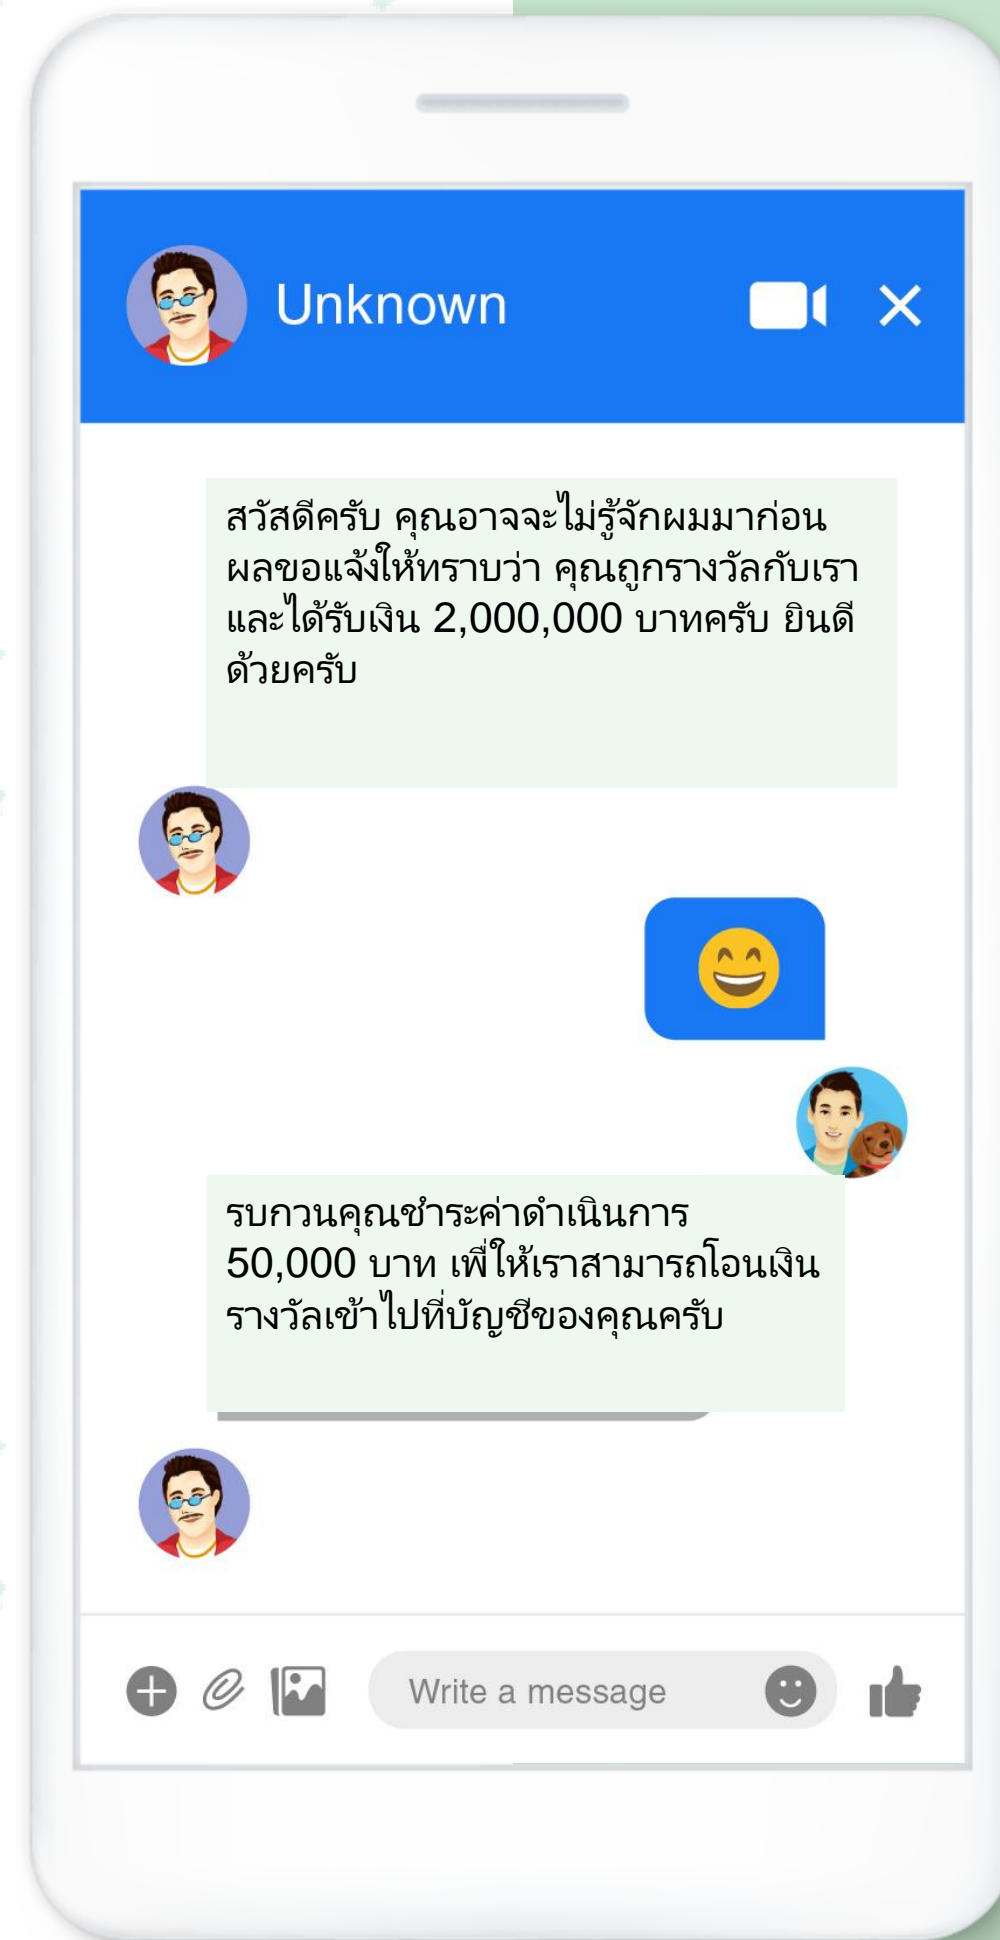 Unknown
สวัสดีครับ คุณอาจจะไม่รู้จักผมมาก่อน
ผลขอแจ้งให้ทราบว่า คุณถูกรางวัลกับเรา
และได้รับเงิน 2,000,000 บาทครับ ยินดี
ด้วยครับ
รบกวนคุณชำระค่าดำเนินการ
50,000 บาท เพื่ให้เราสามารถโอนเงิน
รางวัลเข้าไปที่บัญชีของคุณครับ
Write a message